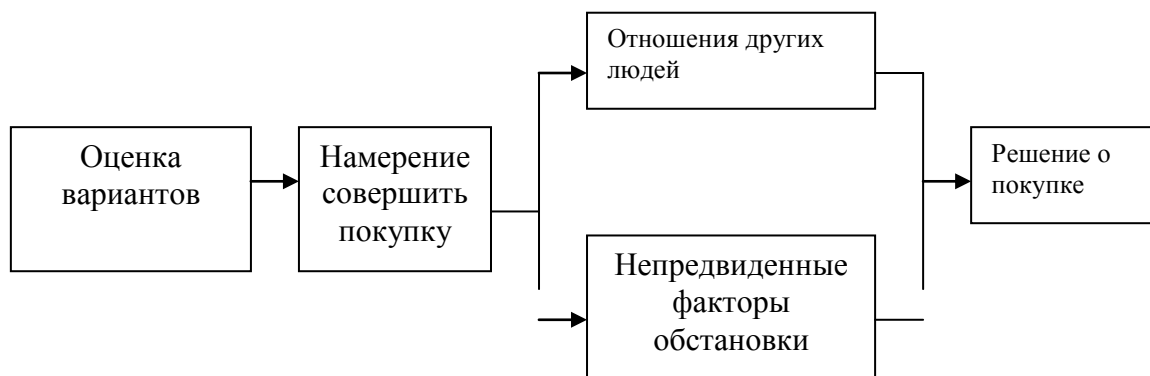 Оценка
вариантов
Намерение
совершить
покупку
Отношения других
людей
Непредвиденные
факторы
обстановки
Решение о
покупке